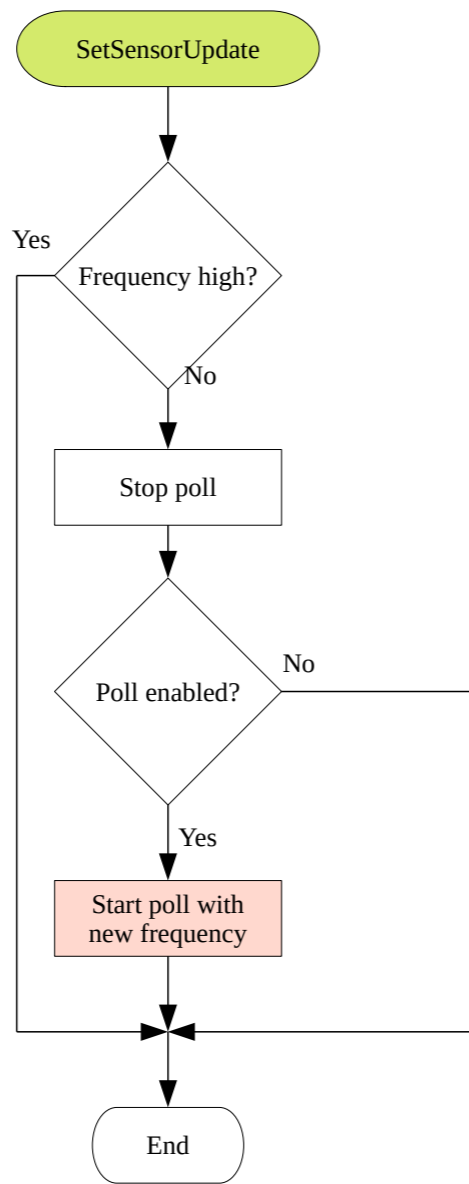 SetSensorUpdate
Yes
Frequency high?
No
Stop poll
No
Poll enabled?
Yes
Start poll with
new frequency
End